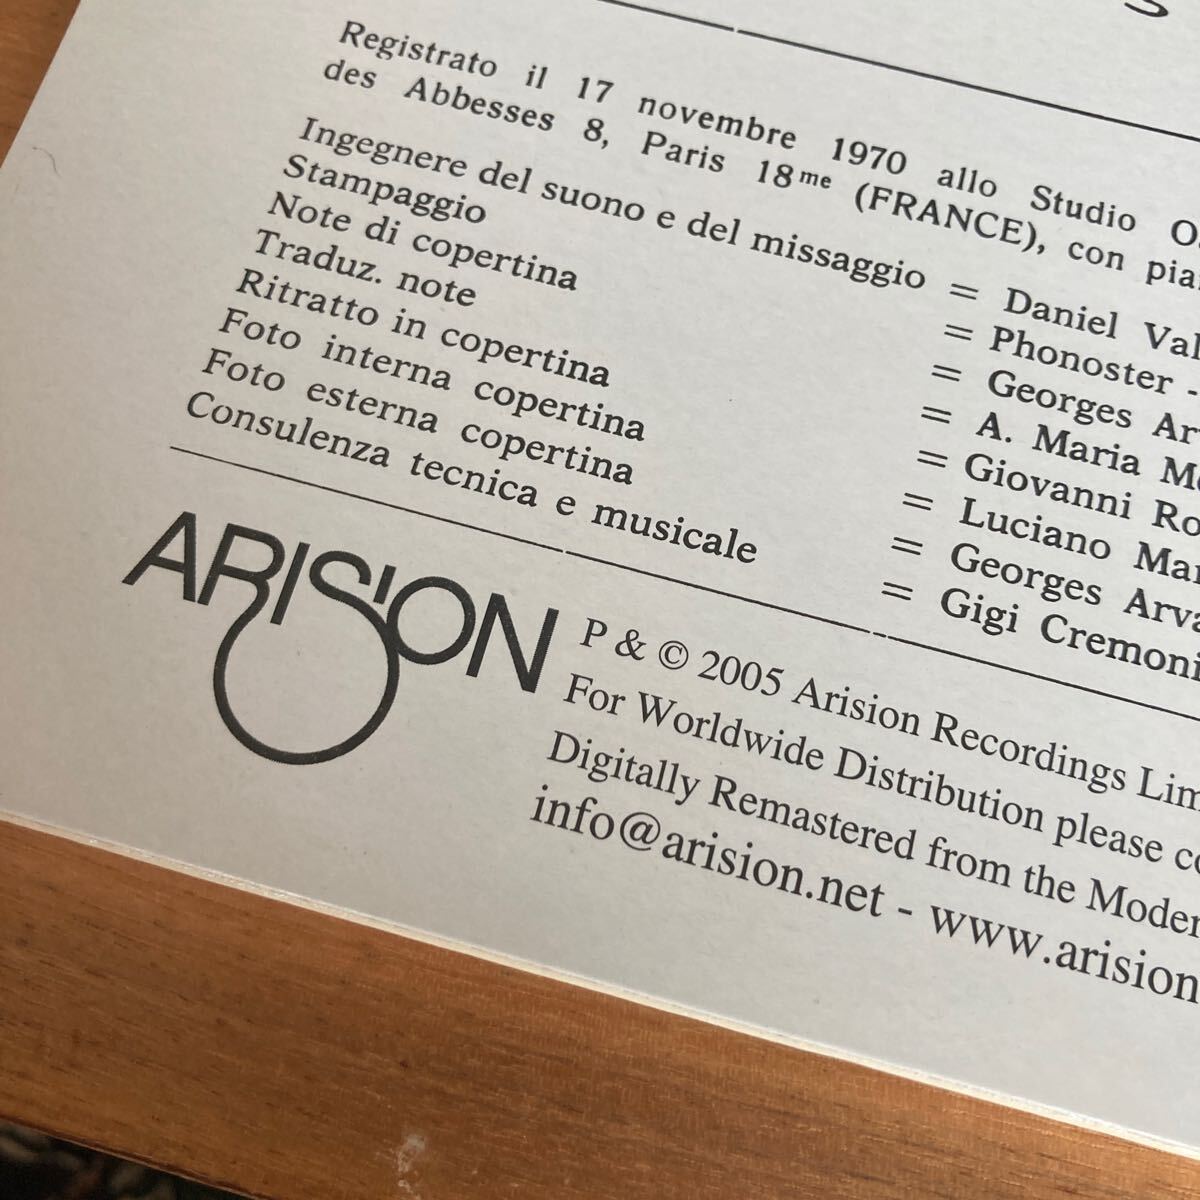 Registrato il 17 novembre 1970 allo Studio
des Abbesses 8, Paris 18me (FRANCE), con
Ingegnere del suono e del missaggio = Daniel
Stampaggio = Phonoster -
Note di copertina = Georges
Traduz. note = A. Maria
Ritratto in copertina = Giovanni
Foto interna copertina = Luciano
Foto esterna copertina = Georges
Consulenza tecnica e musicale = Gigi Cremoni
ARISION
P & © 2005 Arision Recordings
For Worldwide Distribution please
Digitally Remastered from the
info@arision.net - www.arision